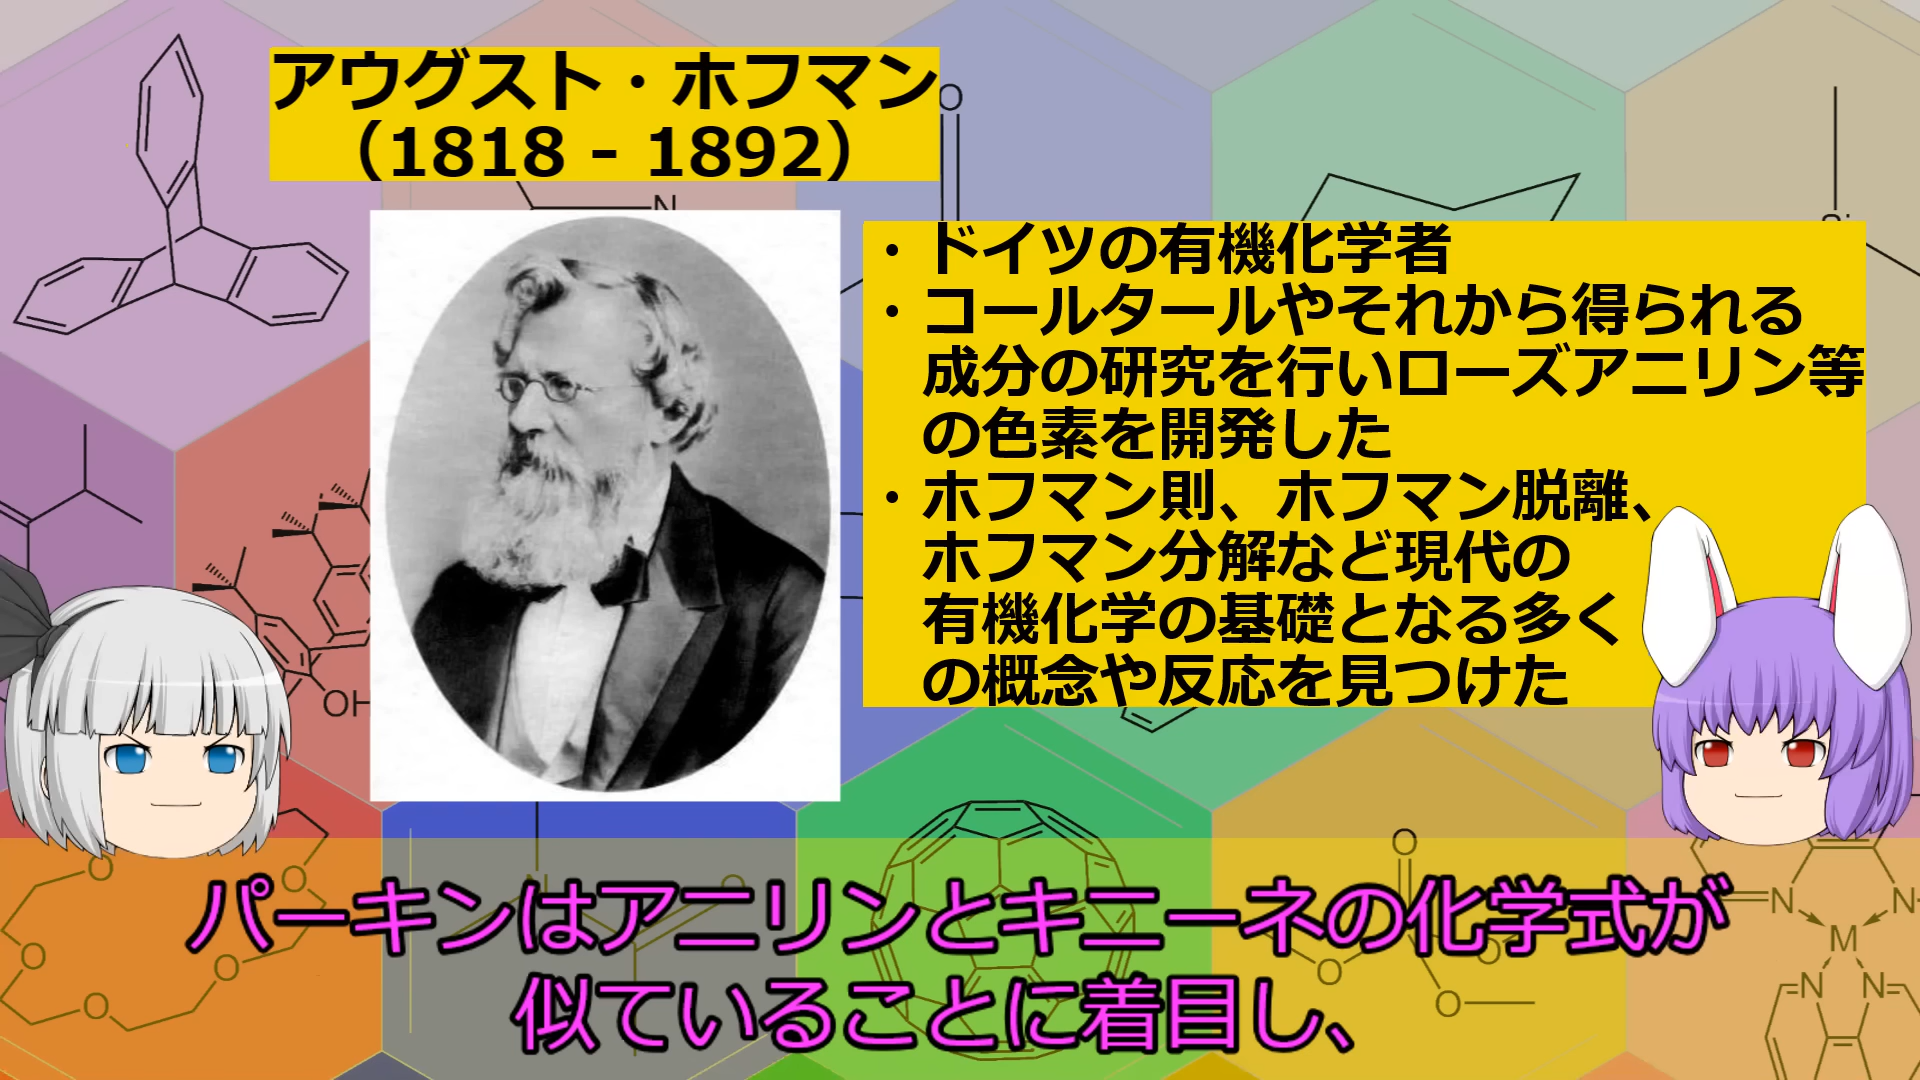 アウグスト・ホフマン
（1818 - 1892）
・ドイツの有機化学者
・コールタールやそれから得られる
成分の研究を行いローズアニリン等
の色素を開発した
・ホフマン則、ホフマン脱離、
ホフマン分解など現代の
有機化学の基礎となる多く
の概念や反応を見つけた
O
N
OH
O
O
O
O
O
O
O
O
O
N
N
M
N
N
パーキンはアニリンとキニーネの化学式が
似ていることに着目し、